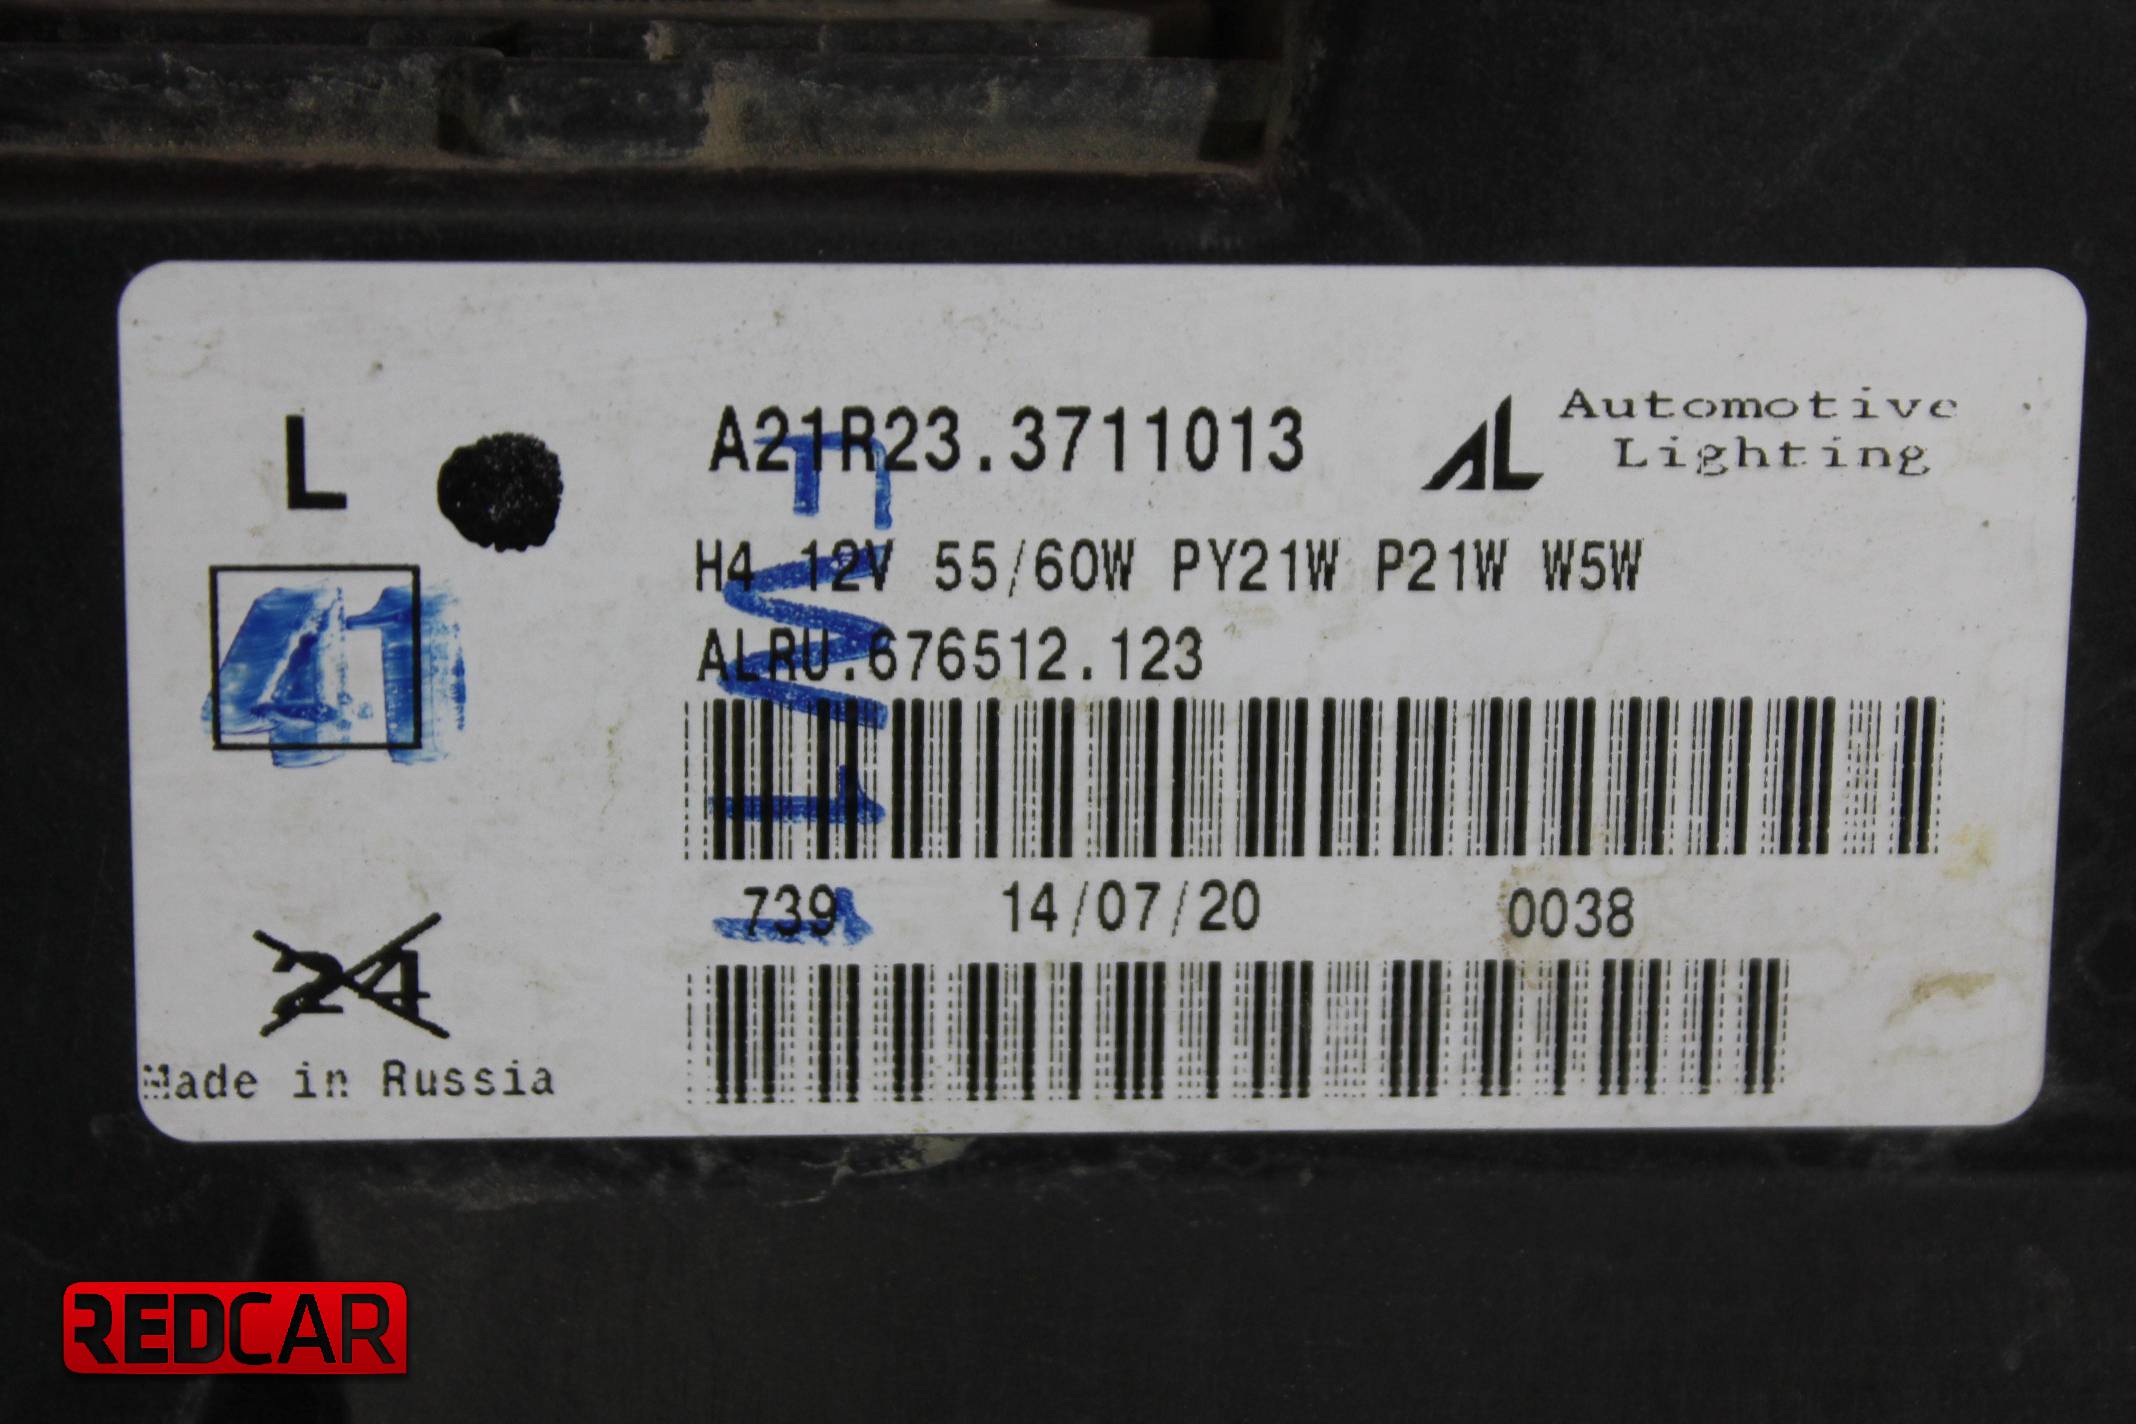 L
A21R23.3711013
AL Automotive
Lighting
H4 12V 55/60W PY21W P21W W5W
41
ALRU.676512.123
739 14/07/20 0038
24
Made in Russia
REDCAR